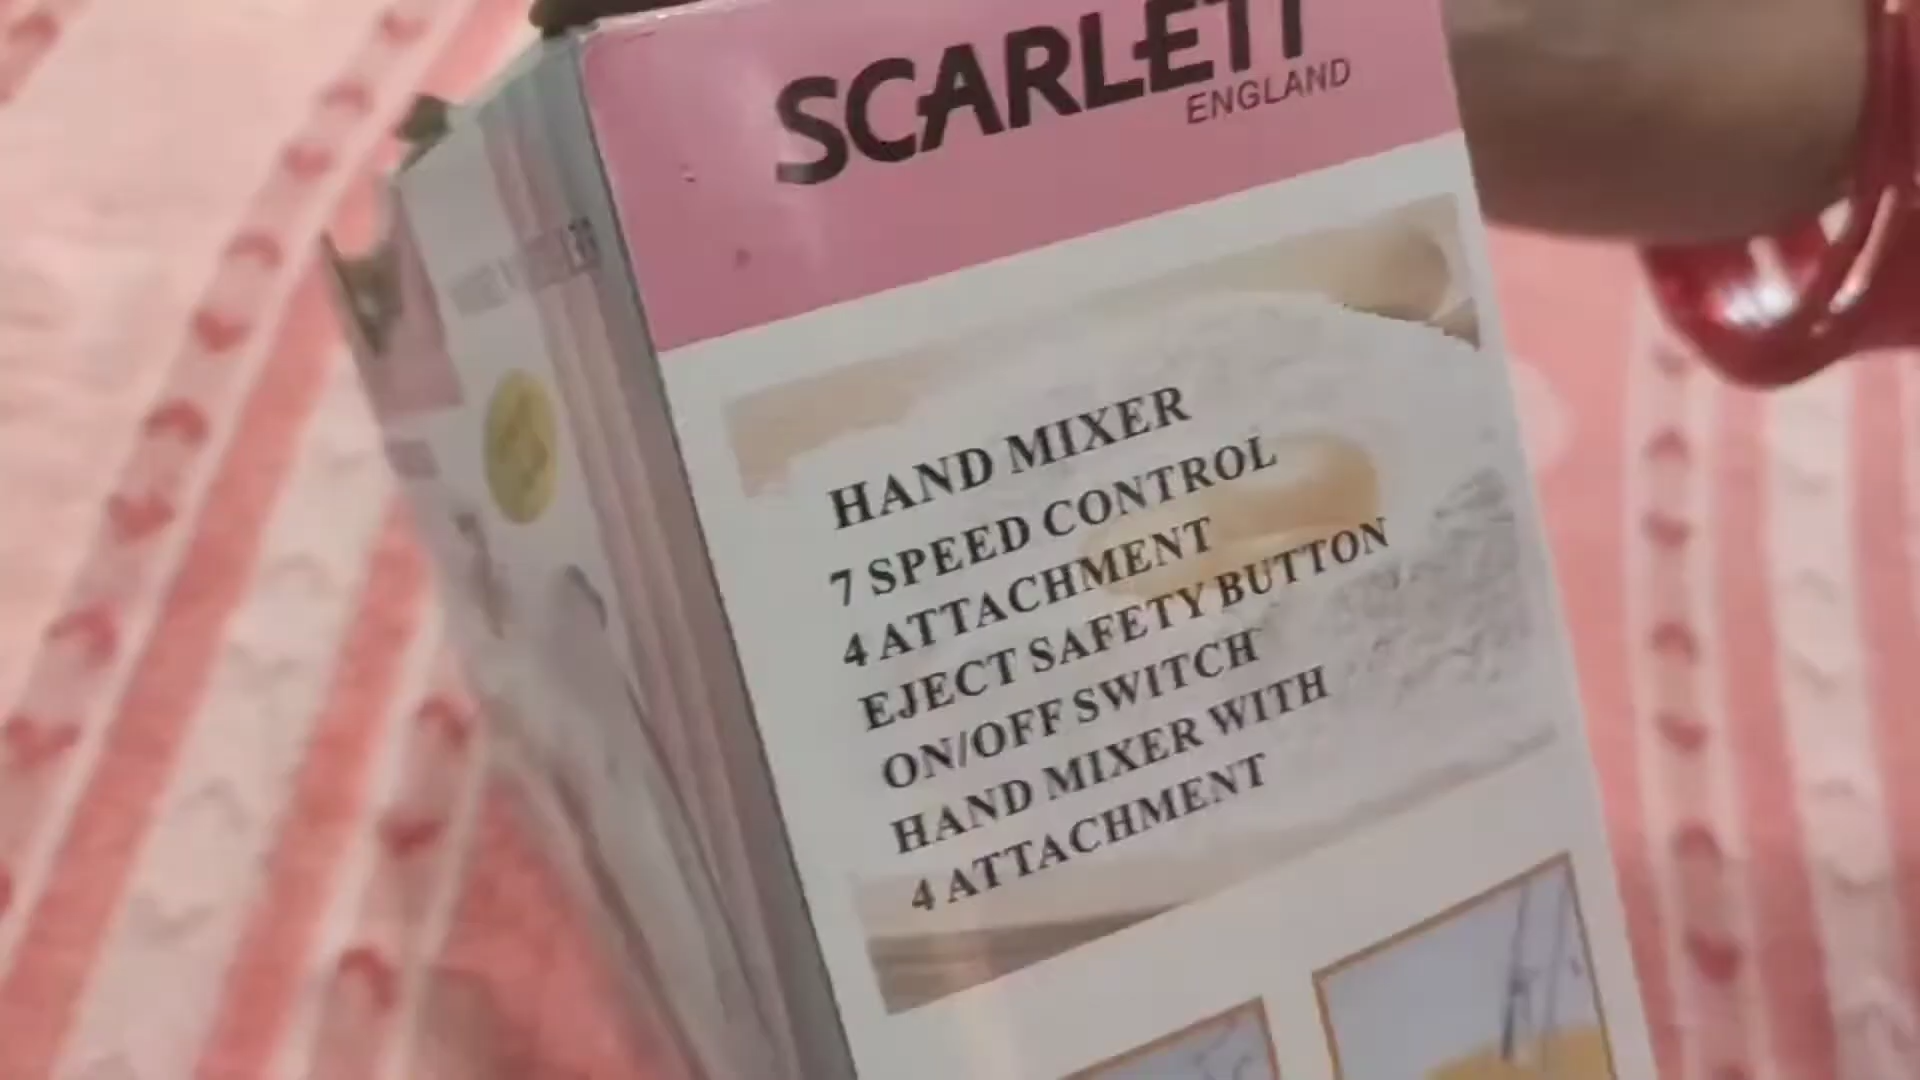 SCARLETT
ENGLAND
HAND MIXER
7 SPEED CONTROL
4 ATTACHMENT
EJECT SAFETY BUTTON
ON/OFF SWITCH
HAND MIXER WITH
4 ATTACHMENT